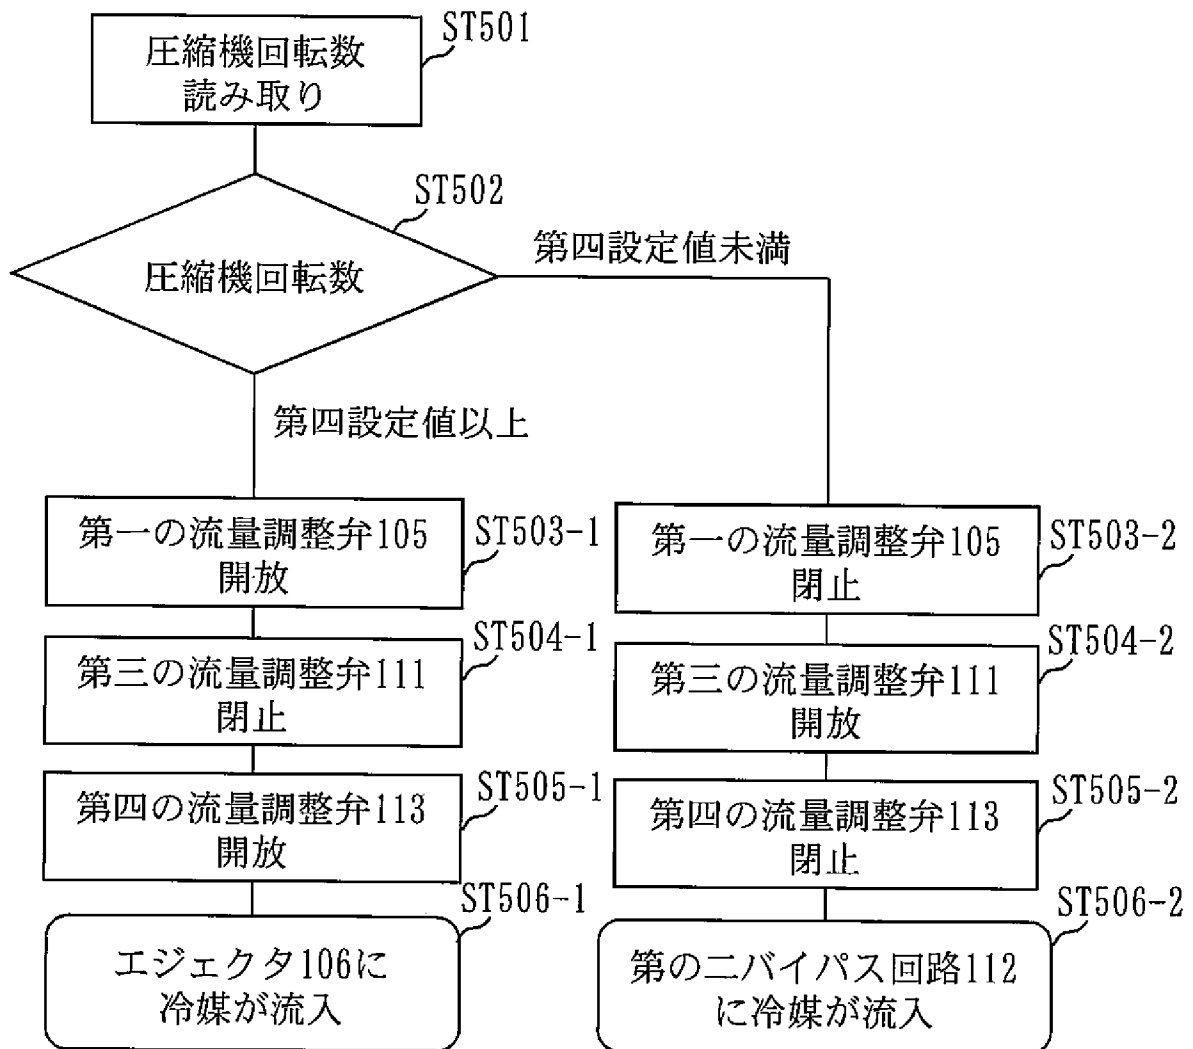 圧縮機回転数
読み取り
ST501
ST502
圧縮機回転数
第四設定値未満
第四設定値以上
第一の流量調整弁105
開放
ST503-1
第一の流量調整弁105
閉止
ST503-2
第三の流量調整弁111
閉止
ST504-1
第三の流量調整弁111
開放
ST504-2
第四の流量調整弁113
開放
ST505-1
第四の流量調整弁113
閉止
ST505-2
エジェクタ106に
冷媒が流入
ST506-1
第の二バイパス回路112
に冷媒が流入
ST506-2